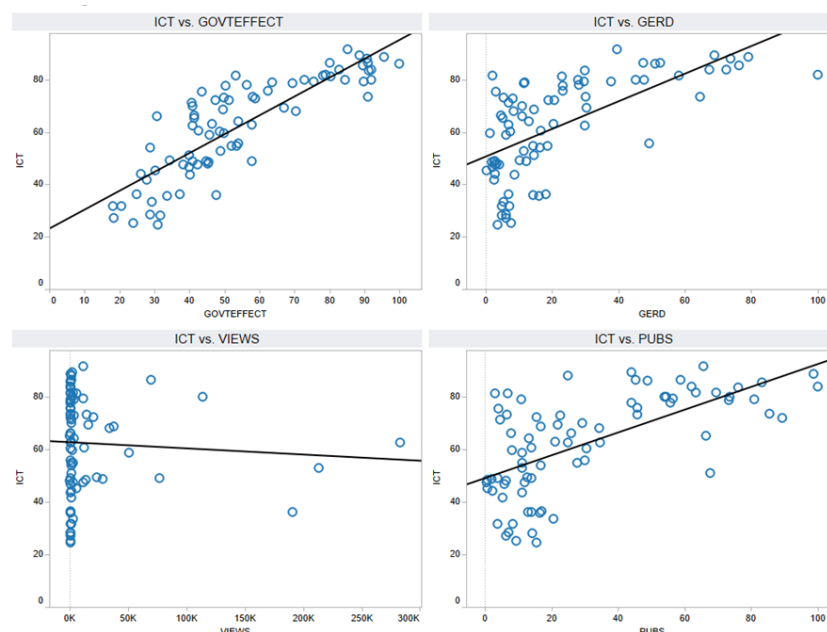 ICT vs. GOVTEFFECT
ICT
80
60
40
20
0
0 10 20 30 40 50 60 70 80 90 100
GOVTEFFECT
ICT vs. GERD
ICT
80
60
40
20
0
0 20 40 60 80 100
GERD
ICT vs. VIEWS
ICT
80
60
40
20
0
0K 50K 100K 150K 200K 250K 300K
VIEWS
ICT vs. PUBS
ICT
80
60
40
20
0
0 20 40 60 80 100
PUBS